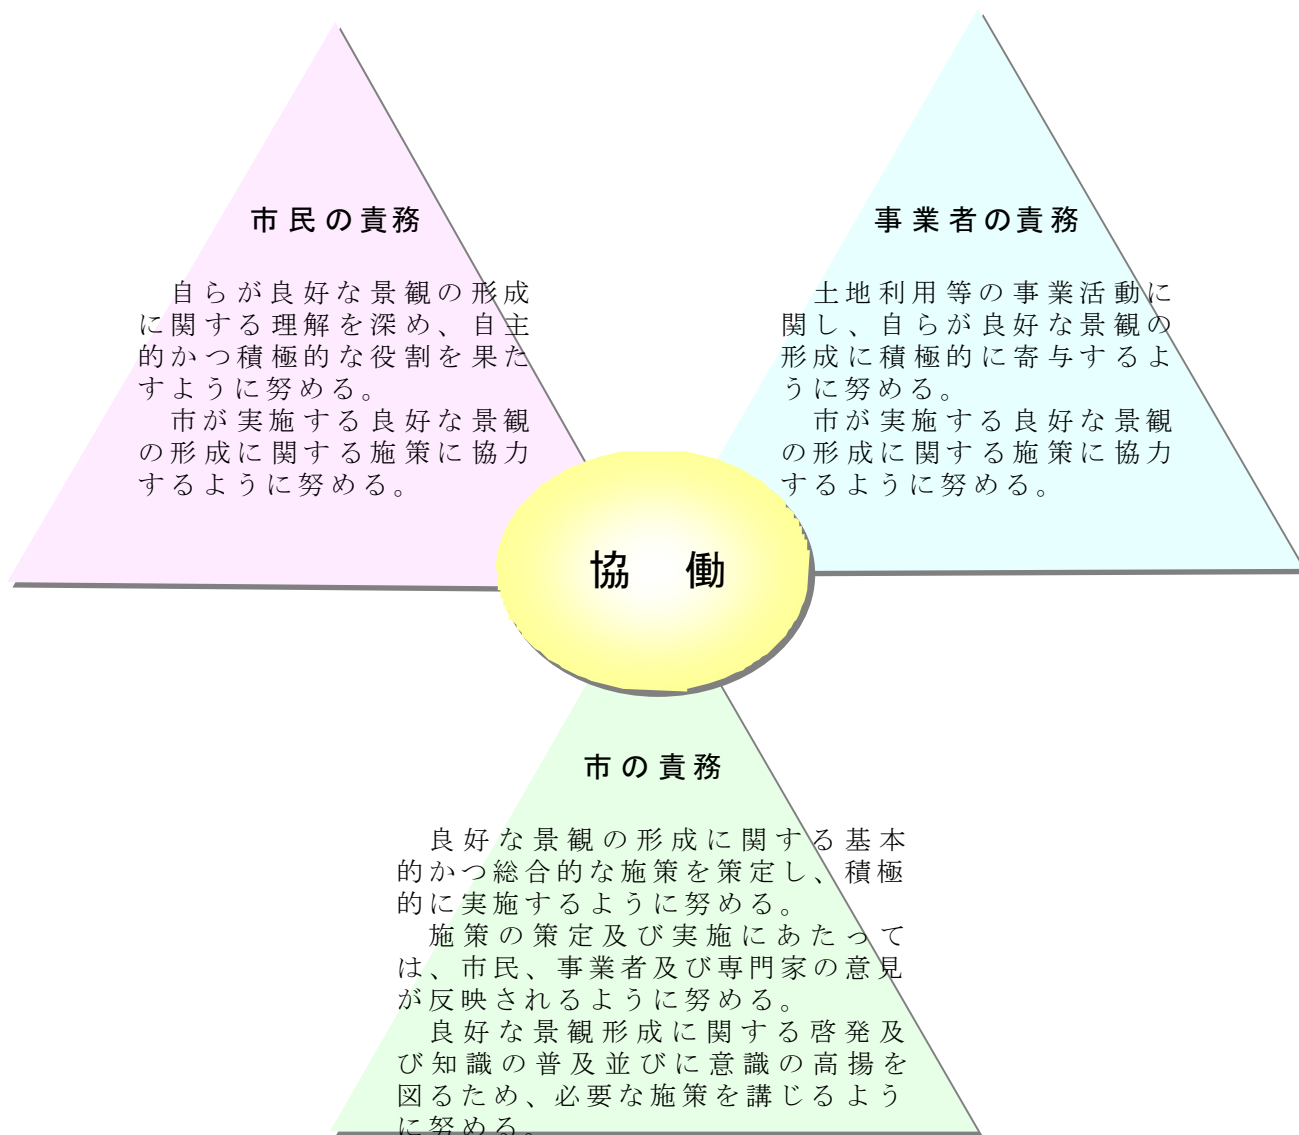 市民の責務
自らが良好な景観の形成
に関する理解を深め、自主
的かつ積極的な役割を果た
すように努める。
市が実施する良好な景観
の形成に関する施策に協力
するように努める。
事業者の責務
土地利用等の事業活動に
関し、自らが良好な景観の
形成に積極的に寄与するよ
うに努める。
市が実施する良好な景観
の形成に関する施策に協力
するように努める。
協　働
市の責務
良好な景観の形成に関する基本
的かつ総合的な施策を策定し、積極
的に実施するように努める。
施策の策定及び実施にあたって
は、市民、事業者及び専門家の意見
が反映されるように努める。
良好な景観形成に関する啓発及
び知識の普及並びに意識の高揚を
図るため、必要な施策を講じるよう
に努める。